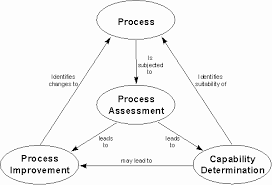 Process
Is
subjected
to
Identifies
changes to
Identifies
suitability of
Process
Assessment
leads
to
leads
to
Process
Improvement
may lead to
Capability
Determination